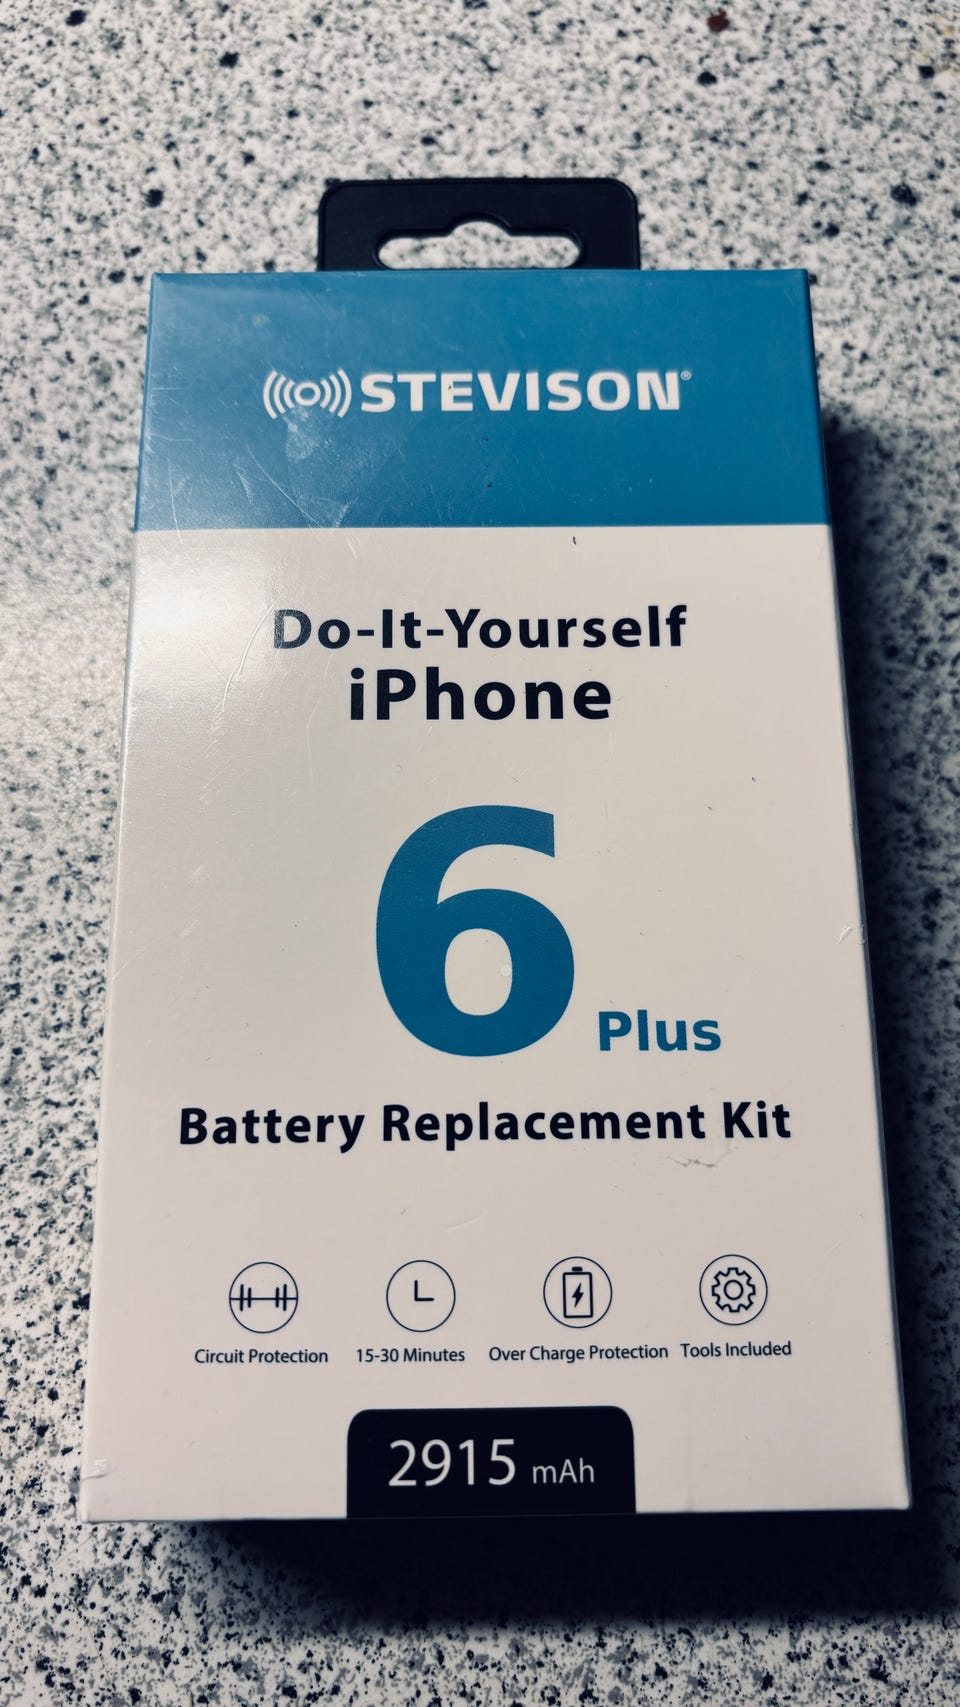 STEVISON®
Do-It-Yourself
iPhone
6 Plus
Battery Replacement Kit
Circuit Protection 15-30 Minutes Over Charge Protection Tools Included
2915 mAh